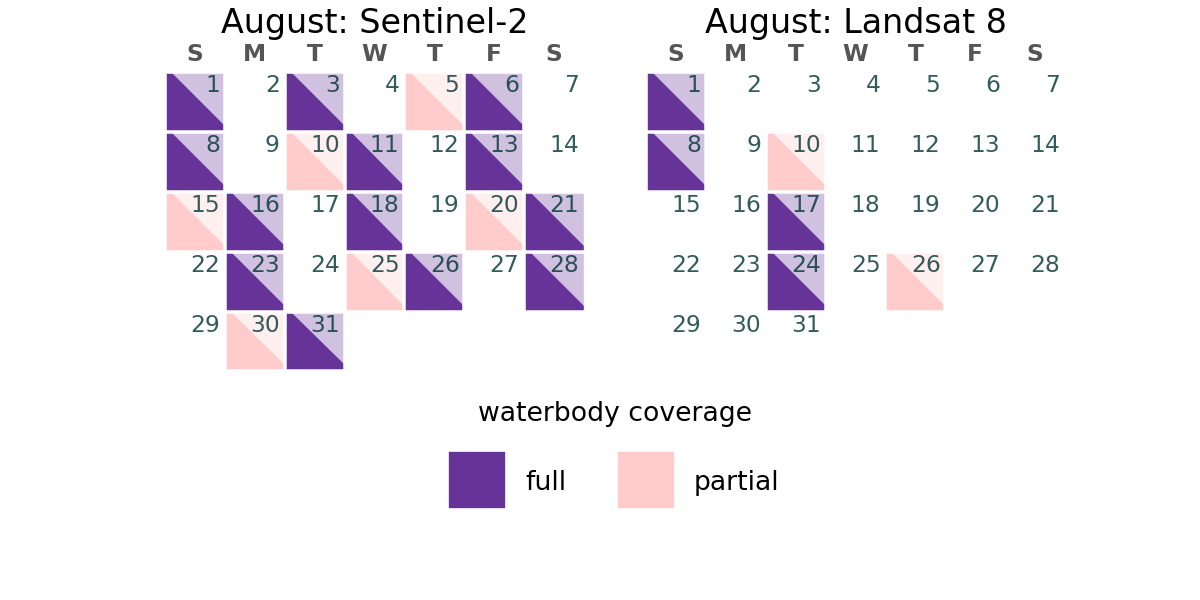 August: Sentinel-2
S M T W T F S
1 2 3 4 5 6 7
8 9 10 11 12 13 14
15 16 17 18 19 20 21
22 23 24 25 26 27 28
29 30 31
August: Landsat 8
S M T W T F S
1 2 3 4 5 6 7
8 9 10 11 12 13 14
15 16 17 18 19 20 21
22 23 24 25 26 27 28
29 30 31
waterbody coverage
full
partial